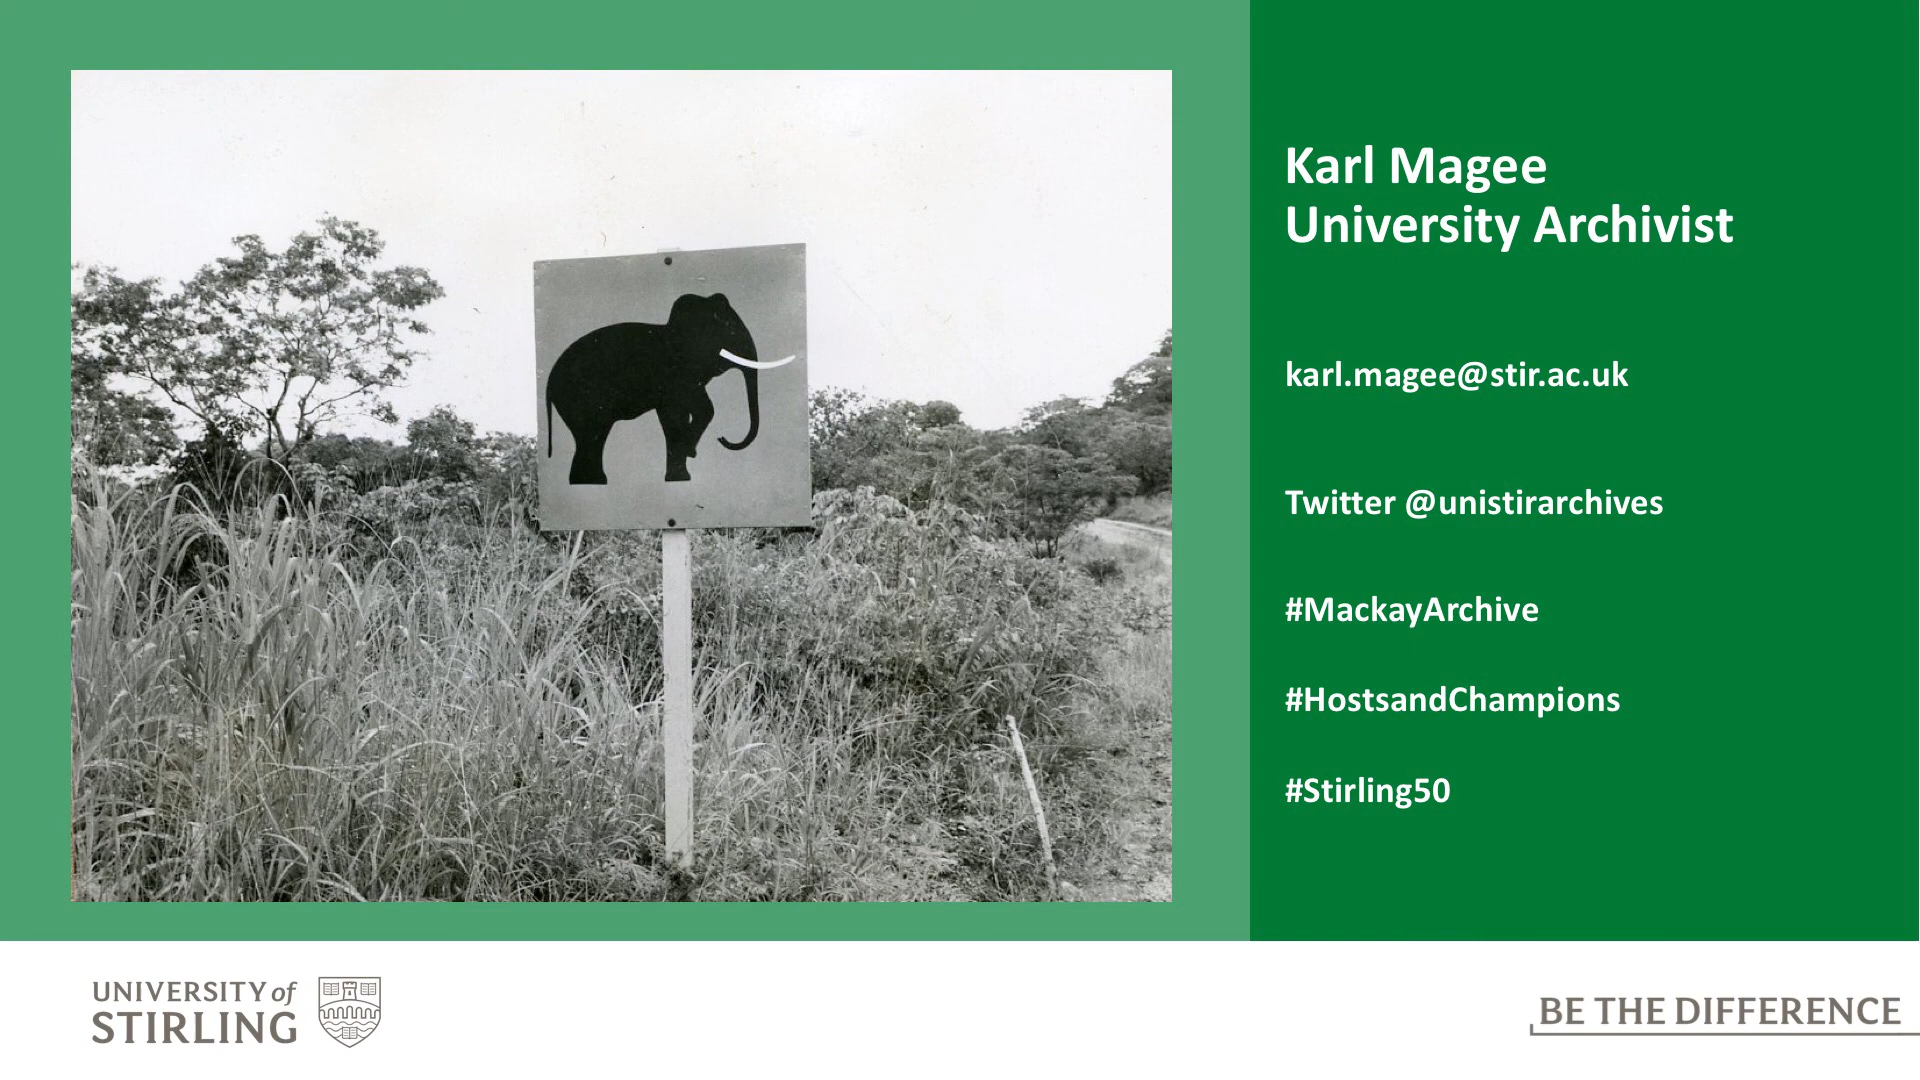 Karl Magee
University Archivist
karl.magee@stir.ac.uk
Twitter @unistirarchives
#MackayArchive
#HostsandChampions
#Stirling50
UNIVERSITY of
STIRLING
BE THE DIFFERENCE